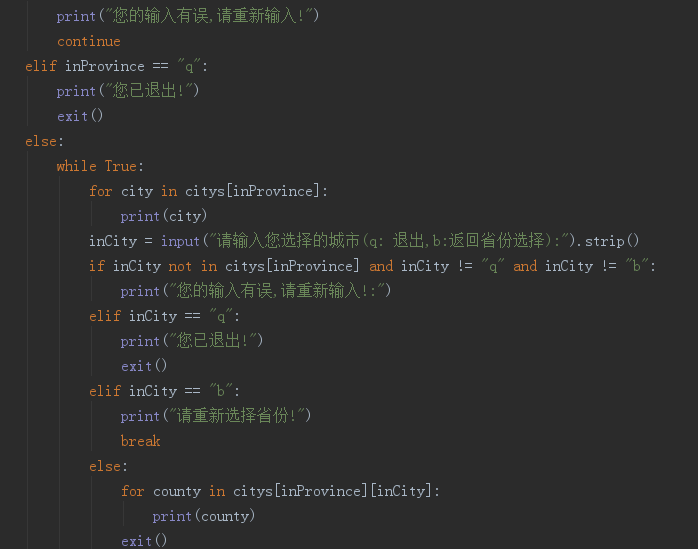 print("您的输入有误,请重新输入!")
continue
elif inProvince == "q":
print("您已退出!")
exit()
else:
while True:
for city in citys[inProvince]:
print(city)
inCity = input("请输入您选择的城市(q: 退出,b:返回省份选择):").strip()
if inCity not in citys[inProvince] and inCity != "q" and inCity != "b":
print("您的输入有误,请重新输入!:")
elif inCity == "q":
print("您已退出!")
exit()
elif inCity == "b":
print("请重新选择省份!")
break
else:
for county in citys[inProvince][inCity]:
print(county)
exit()